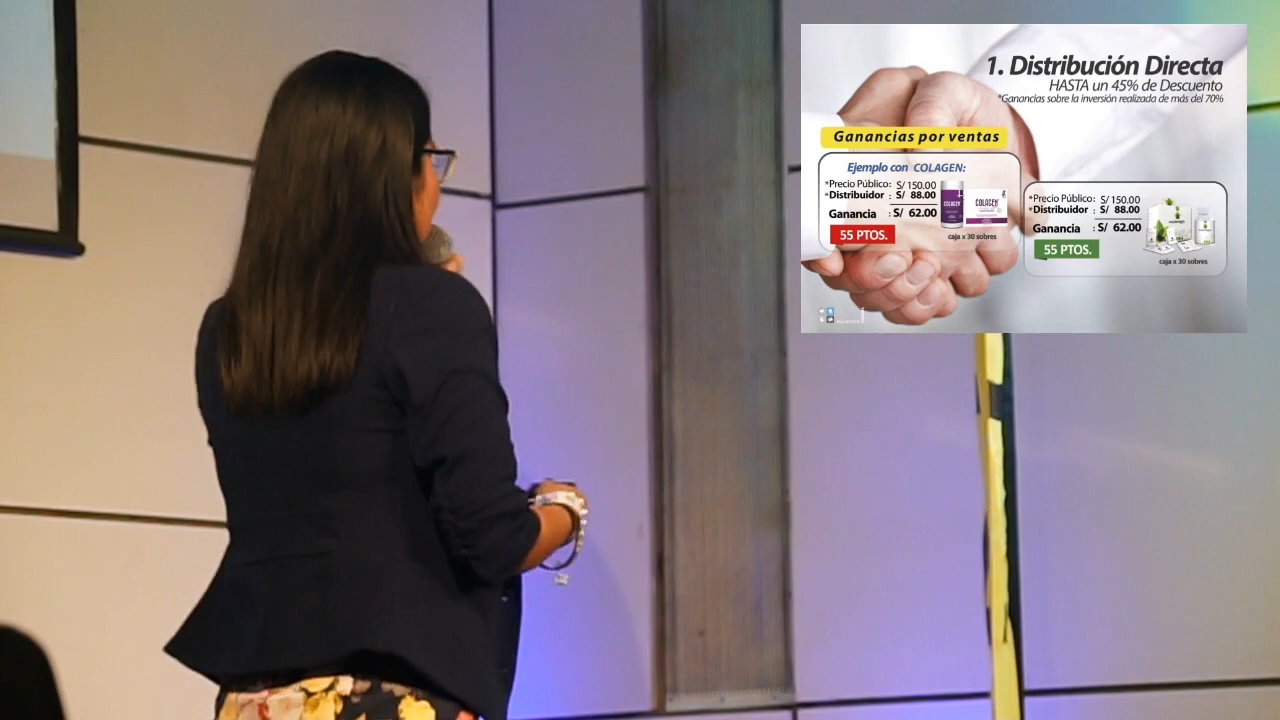 1. Distribución Directa
HASTA un 45% de Descuento
*Ganancias sobre la inversión realizada de más del 70%
Ganancias por ventas
Ejemplo con COLAGEN:
*Precio Público: S/ 150.00
*Distribuidor : S/ 88.00
Ganancia : S/ 62.00
55 PTOS.
COLAGEN
COLAGEN
caja x 30 sobres
*Precio Público: S/ 150.00
*Distribuidor : S/ 88.00
Ganancia : S/ 62.00
55 PTOS.
caja x 30 sobres